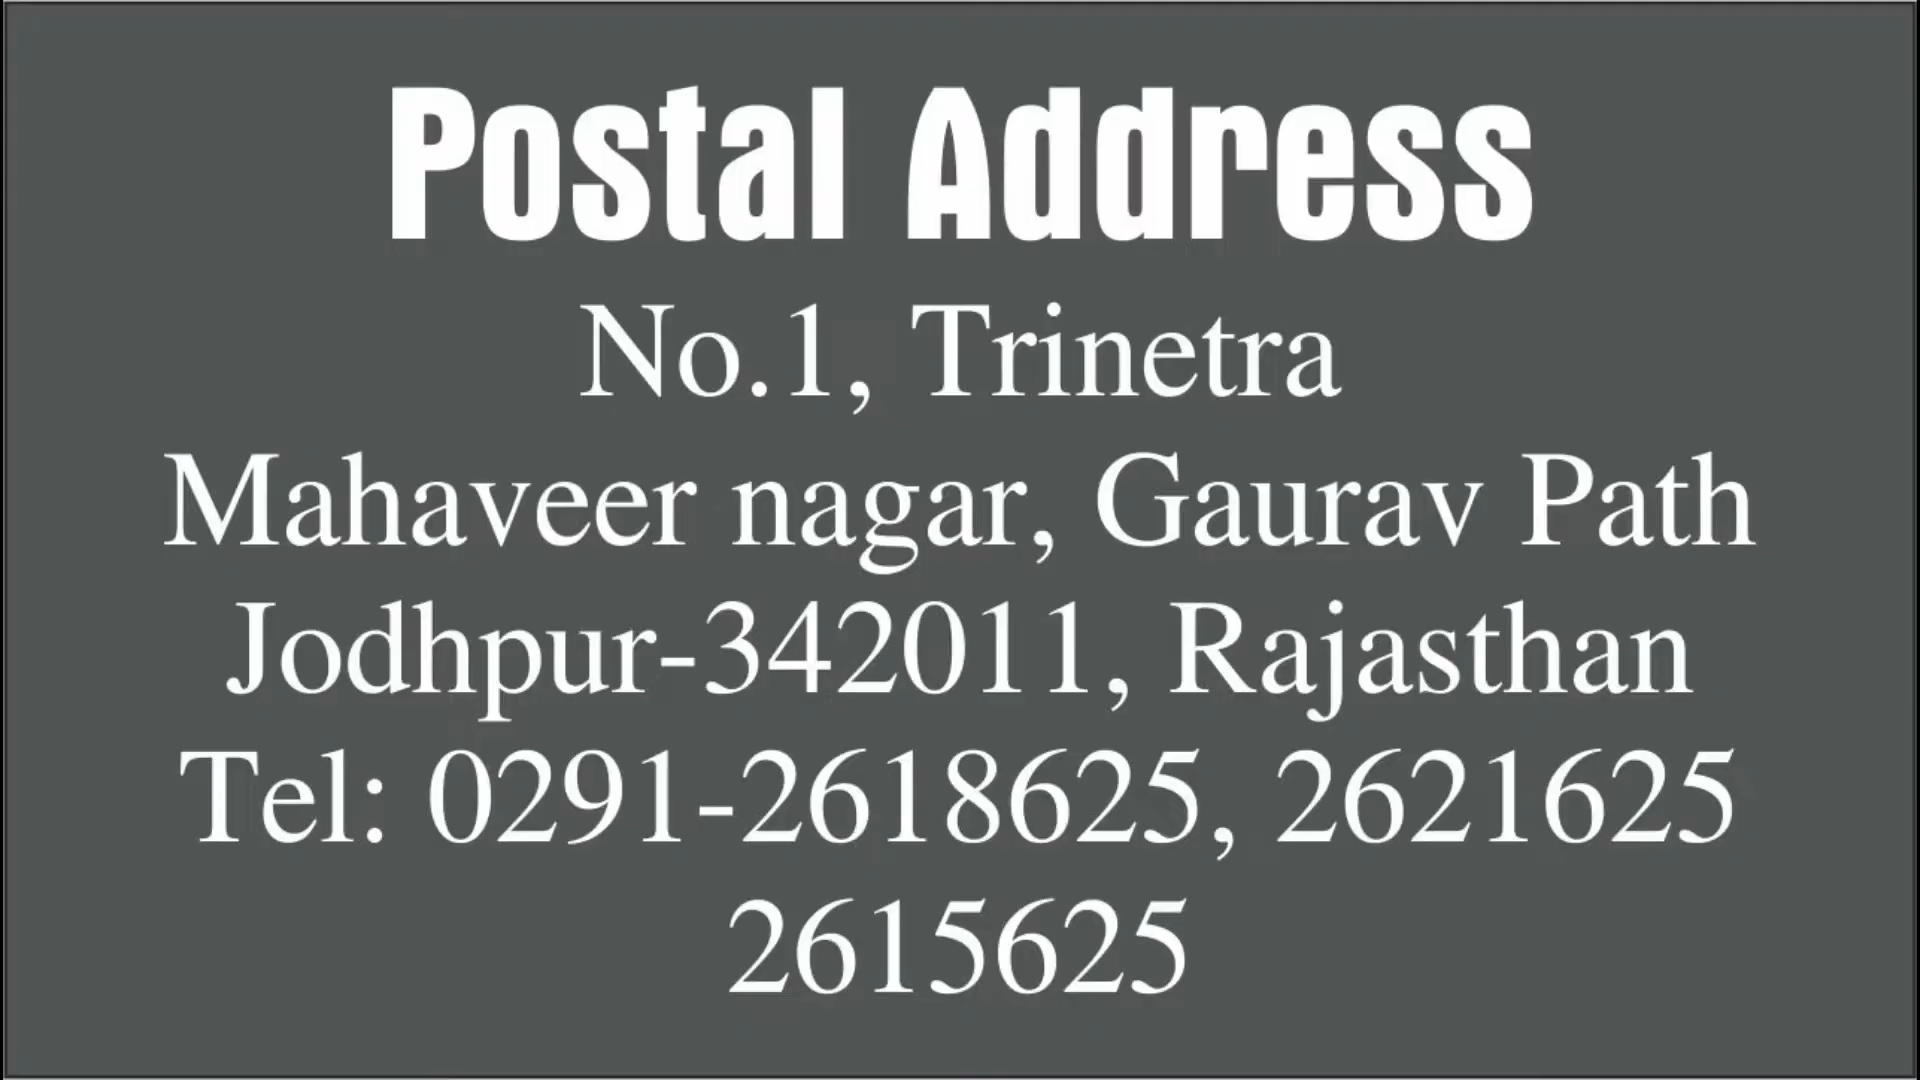 Postal Address
No.1, Trinetra
Mahaveer nagar, Gaurav Path
Jodhpur-342011, Rajasthan
Tel: 0291-2618625, 2621625
2615625